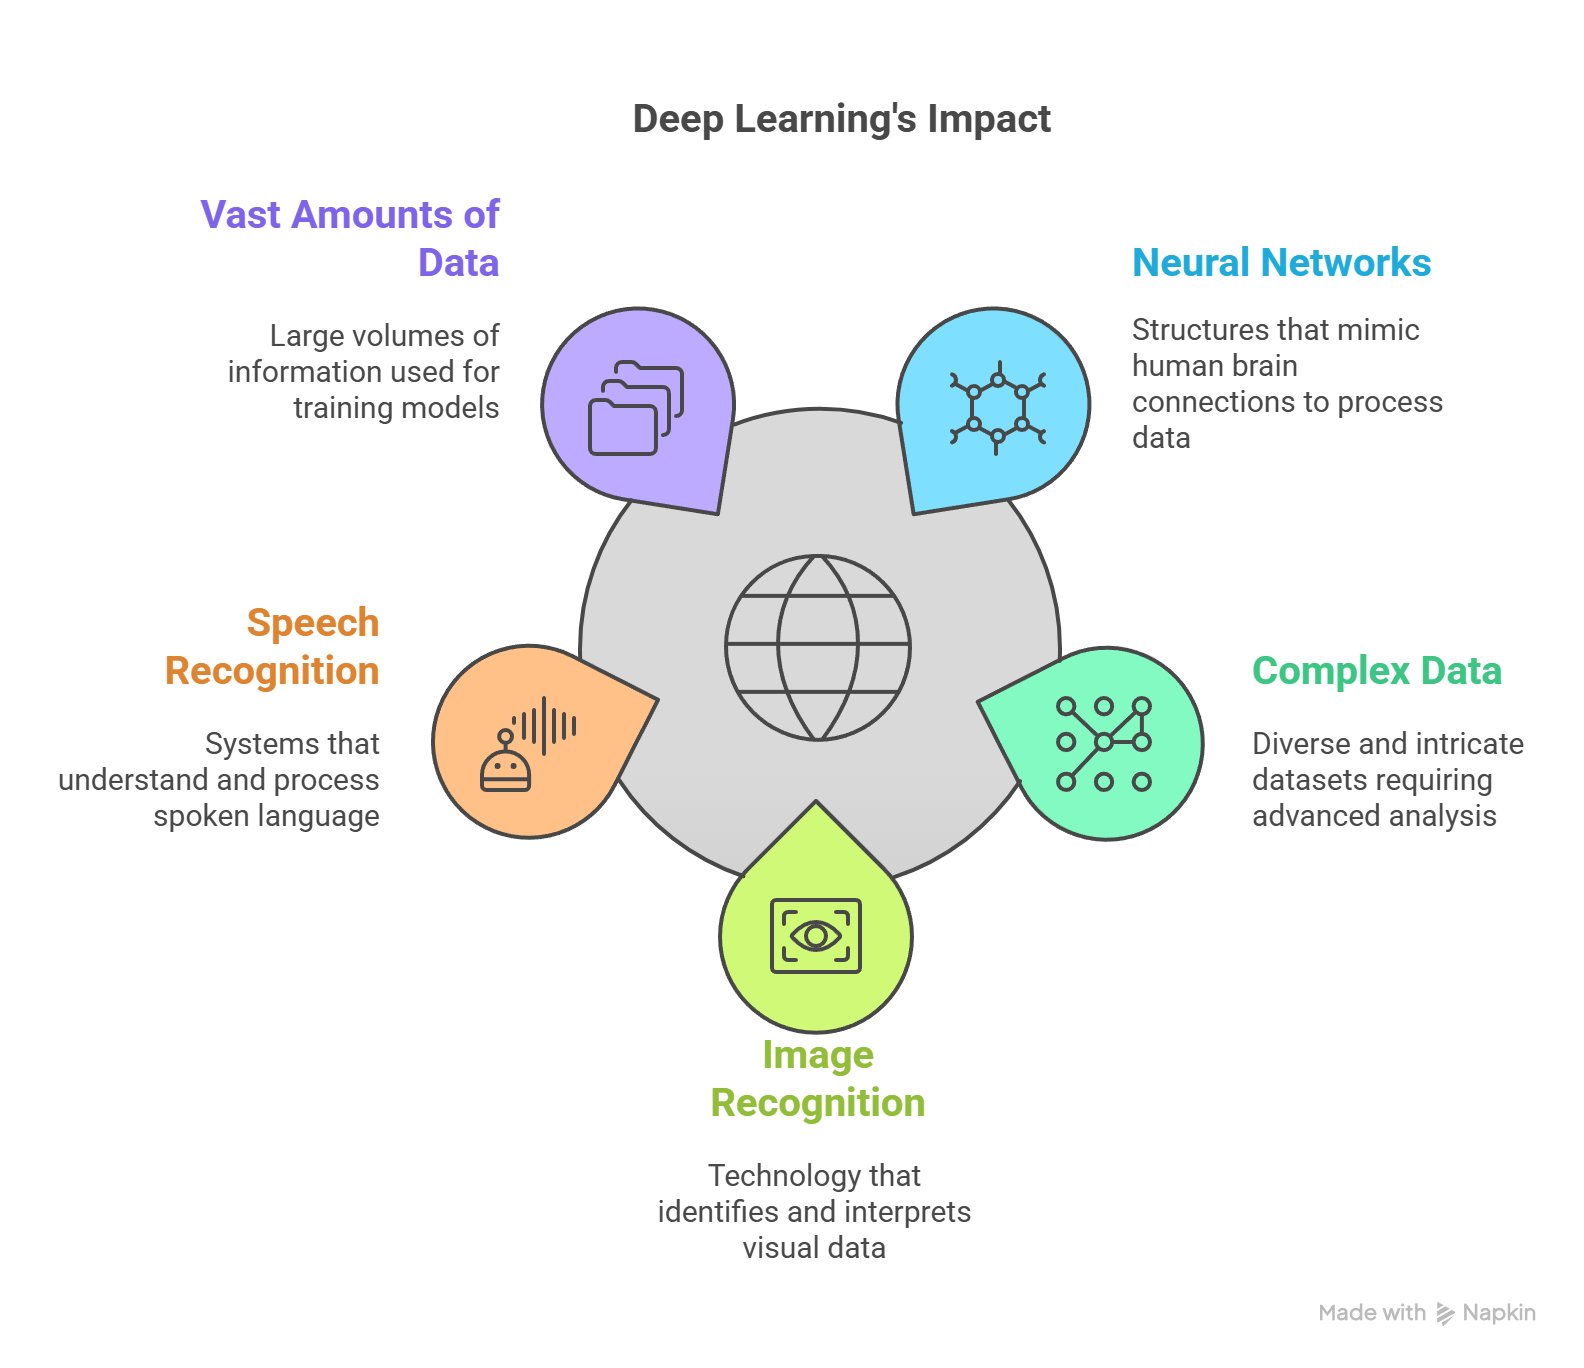 Deep Learning's Impact
Vast Amounts of
Data
Large volumes of
information used for
training models
Neural Networks
Structures that mimic
human brain
connections to process
data
Speech
Recognition
Systems that
understand and process
spoken language
Complex Data
Diverse and intricate
datasets requiring
advanced analysis
Image
Recognition
Technology that
identifies and interprets
visual data
Made with Napkin